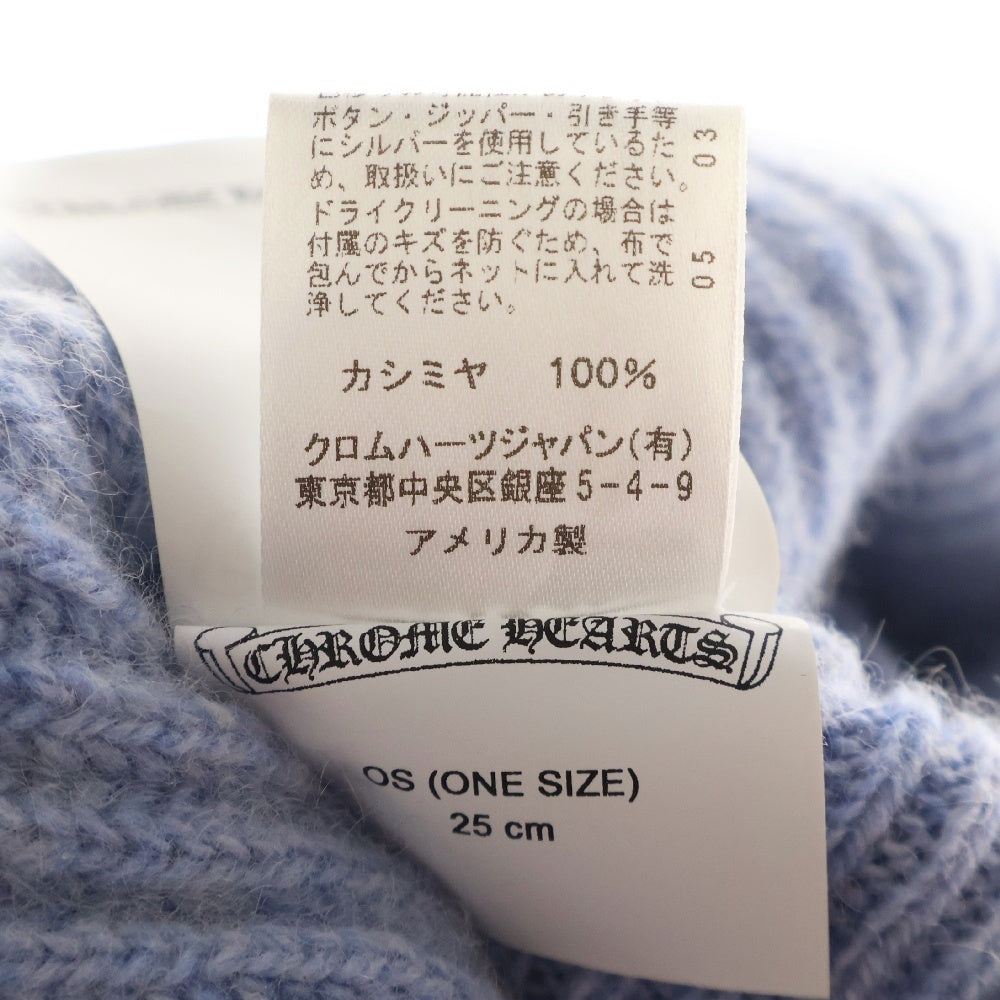 ボタン・ジッパー・引き手等
にシルバーを使用しているた
め、取扱いにご注意ください。
ドライクリーニングの場合は
付属のキズを防ぐため、布で
包んでからネットに入れて洗
浄してください。
03
05
カシミヤ 100%
クロムハーツジャパン(有)
東京都中央区銀座5-4-9
アメリカ製
CHROME HEARTS
OS (ONE SIZE)
25 cm